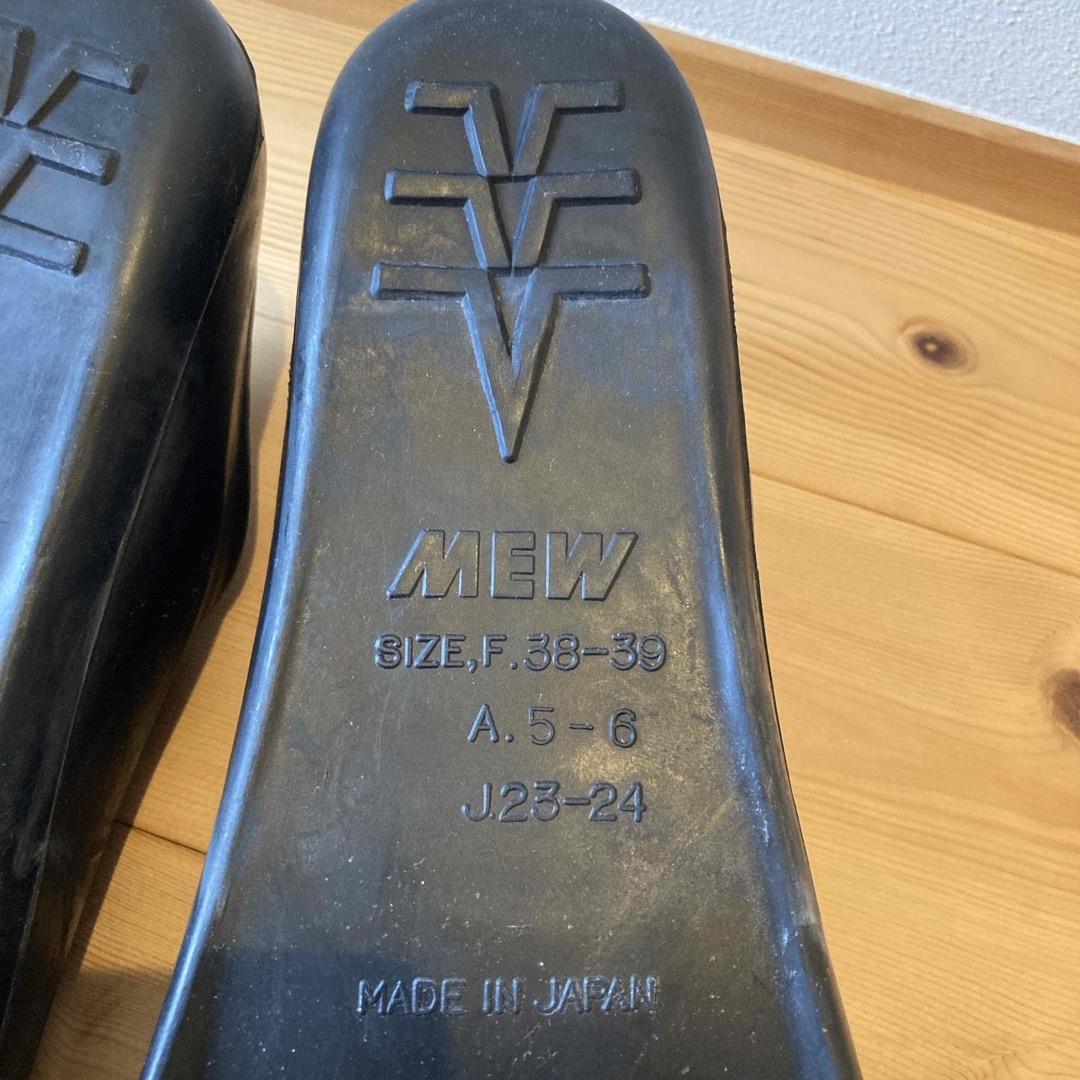 MEW
SIZE,F.38-39
A.5-6
J.23-24
MADE IN JAPAN